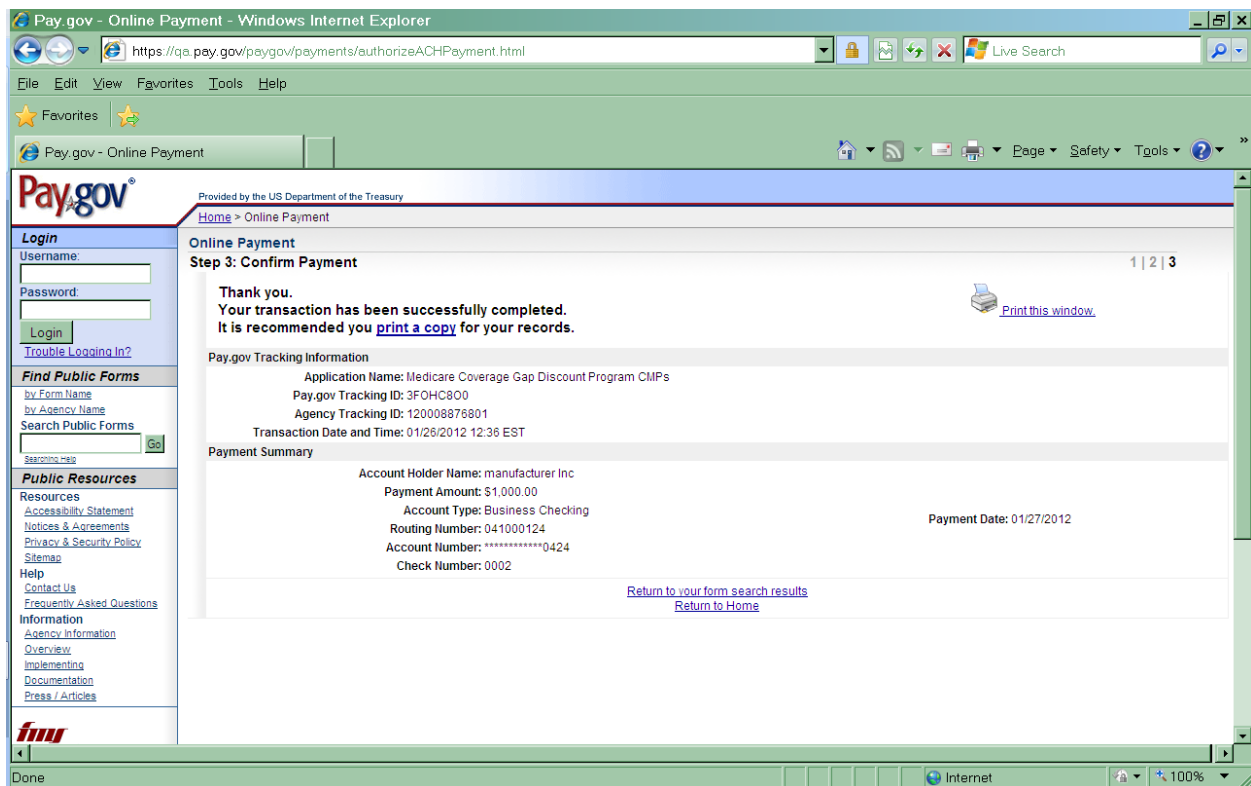 Pay.gov - Online Payment - Windows Internet Explorer
https://qa.pay.gov/paygov/payments/authorizeACHPayment.html
Live Search
File Edit View Favorites Tools Help
Favorites
Pay.gov - Online Payment
Page Safety Tools
Pay.gov®
Provided by the US Department of the Treasury
Home > Online Payment
Login
Username:
Password:
Login
Trouble Logging In?
Find Public Forms
by Form Name
by Agency Name
Search Public Forms
Go
Searching Help
Public Resources
Resources
Accessibility Statement
Notices & Agreements
Privacy & Security Policy
Sitemap
Help
Contact Us
Frequently Asked Questions
Information
Agency Information
Overview
Implementing
Documentation
Press / Articles
fms
Online Payment
Step 3: Confirm Payment
1 | 2 | 3
Thank you.
Your transaction has been successfully completed.
It is recommended you print a copy for your records.
Print this window.
Pay.gov Tracking Information
Application Name: Medicare Coverage Gap Discount Program CMPs
Pay.gov Tracking ID: 3FOHC8O0
Agency Tracking ID: 120008876801
Transaction Date and Time: 01/26/2012 12:36 EST
Payment Summary
Account Holder Name: manufacturer Inc
Payment Amount: $1,000.00
Account Type: Business Checking
Routing Number: 041000124
Account Number: ************0424
Check Number: 0002
Payment Date: 01/27/2012
Return to your form search results
Return to Home
Done
Internet
100%